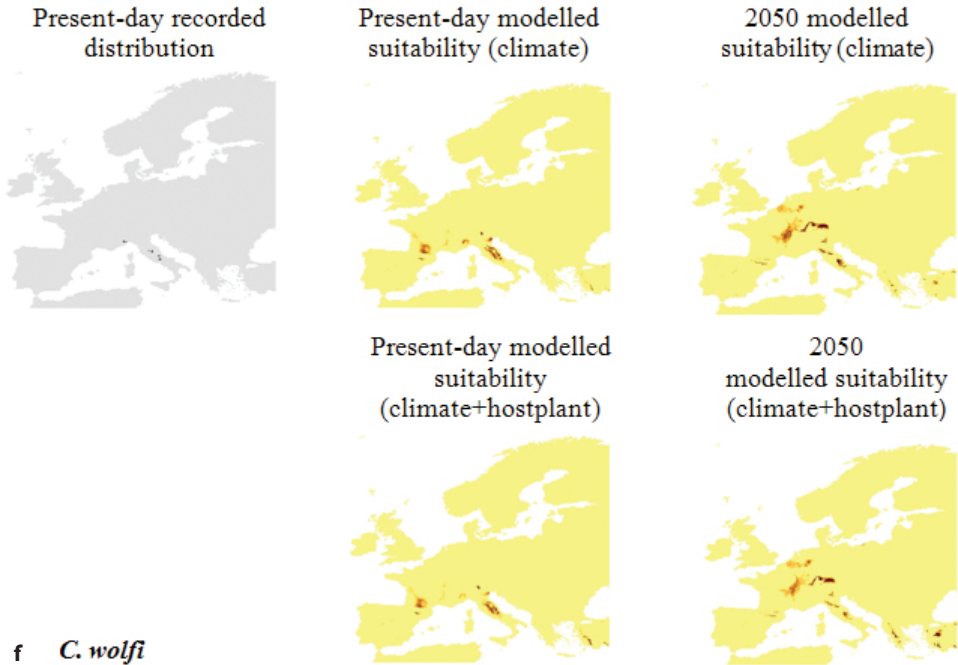 Present-day recorded
distribution
Present-day modelled
suitability (climate)
2050 modelled
suitability (climate)
Present-day modelled
suitability
(climate+hostplant)
2050
modelled suitability
(climate+hostplant)
f C. wolfi